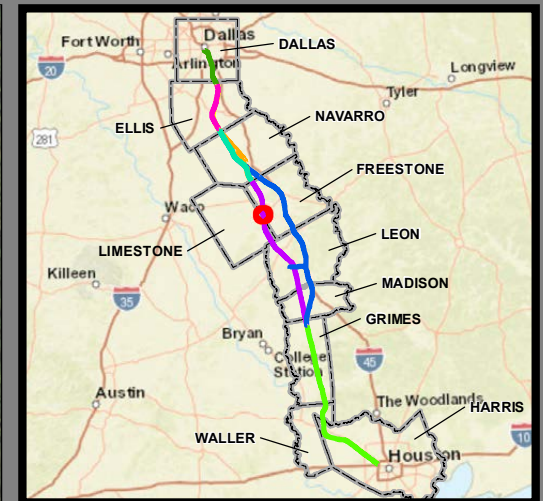 Fort Worth
Dallas
DALLAS
Arlington
20
Longview
Tyler
ELLIS
NAVARRO
281
FREESTONE
Waco
LEON
LIMESTONE
Killeen
MADISON
35
GRIMES
Bryan
College
Station
45
Austin
The Woodlands
HARRIS
WALLER
10
Houston